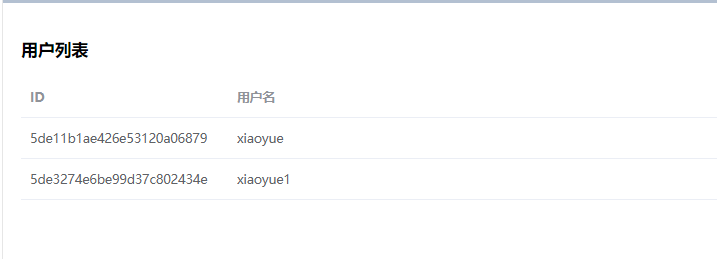 用户列表
ID 用户名
5de11b1ae426e53120a06879 xiaoyue
5de3274e6be99d37c802434e xiaoyue1